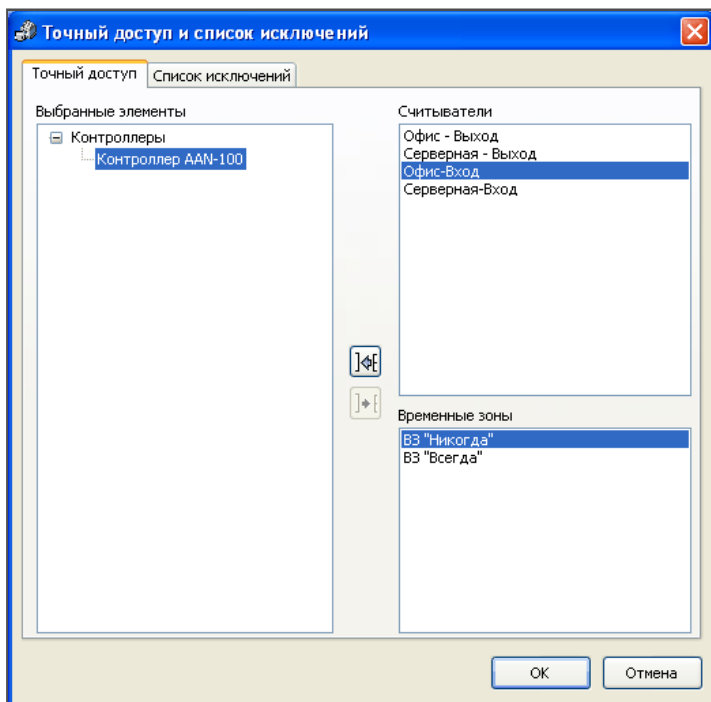 Точный доступ и список исключений
Точный доступ Список исключений
Выбранные элементы
Контроллеры
Контроллер AAN-100
Считыватели
Офис - Выход
Серверная - Выход
Офис-Вход
Серверная-Вход
Временные зоны
ВЗ "Никогда"
ВЗ "Всегда"
OK Отмена